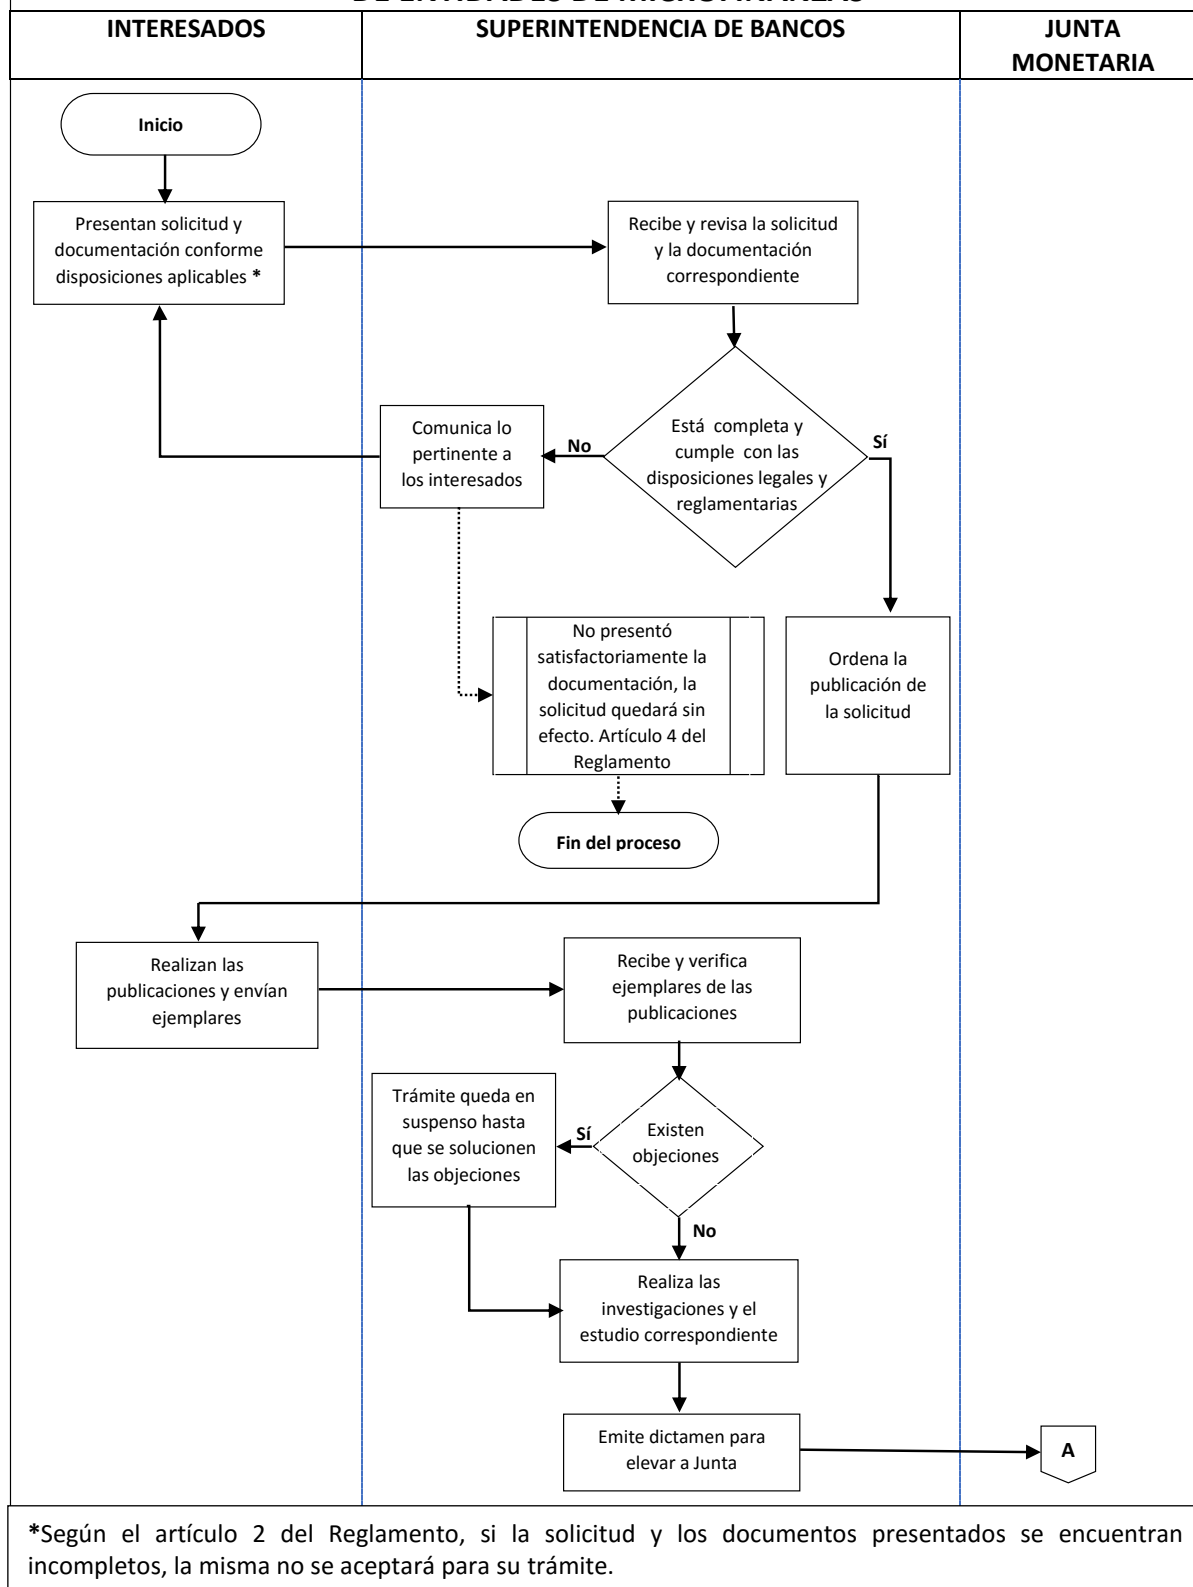 DE ENTIDADES DE MICROFINANZAS
INTERESADOS
SUPERINTENDENCIA DE BANCOS
JUNTA
MONETARIA
Inicio
Presentan solicitud y
documentación conforme
disposiciones aplicables *
Recibe y revisa la solicitud
y la documentación
correspondiente
Comunica lo
pertinente a
los interesados
No
Está completa y
cumple con las
disposiciones legales y
reglamentarias
Sí
No presentó
satisfactoriamente la
documentación, la
solicitud quedará sin
efecto. Artículo 4 del
Reglamento
Ordena la
publicación de
la solicitud
Fin del proceso
Realizan las
publicaciones y envían
ejemplares
Recibe y verifica
ejemplares de las
publicaciones
Trámite queda en
suspenso hasta
que se solucionen
las objeciones
Sí
Existen
objeciones
No
Realiza las
investigaciones y el
estudio correspondiente
Emite dictamen para
elevar a Junta
A
*Según el artículo 2 del Reglamento, si la solicitud y los documentos presentados se encuentran
incompletos, la misma no se aceptará para su trámite.